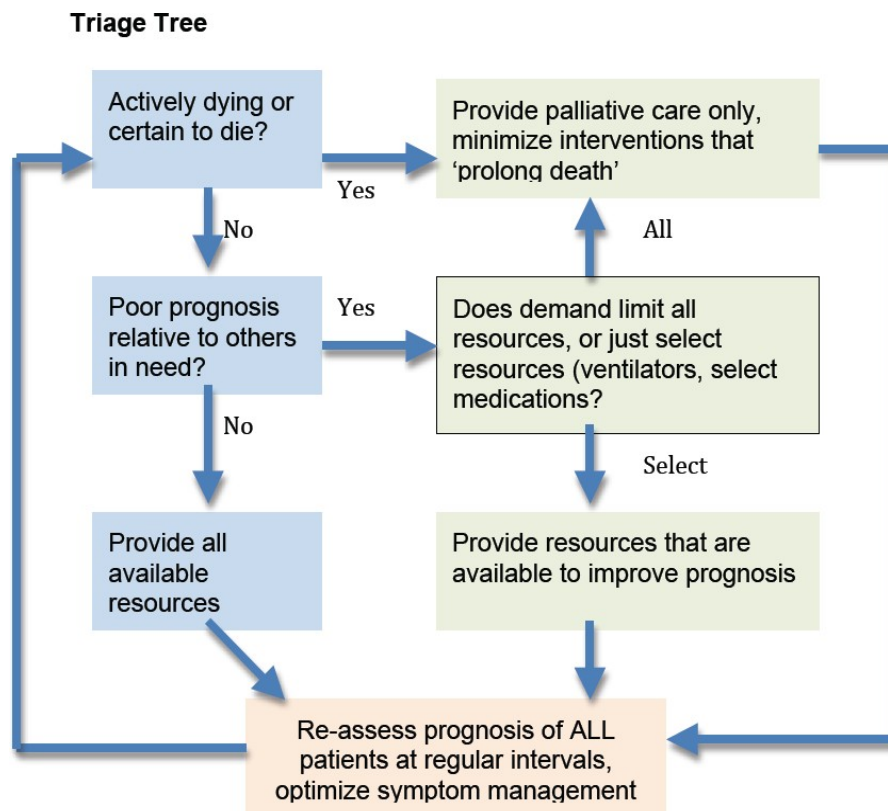 Triage Tree
Actively dying or
certain to die?
Yes
Provide palliative care only,
minimize interventions that
‘prolong death’
No
All
Poor prognosis
relative to others
in need?
Yes
Does demand limit all
resources, or just select
resources (ventilators, select
medications?
No
Select
Provide all
available
resources
Provide resources that are
available to improve prognosis
Re-assess prognosis of ALL
patients at regular intervals,
optimize symptom management